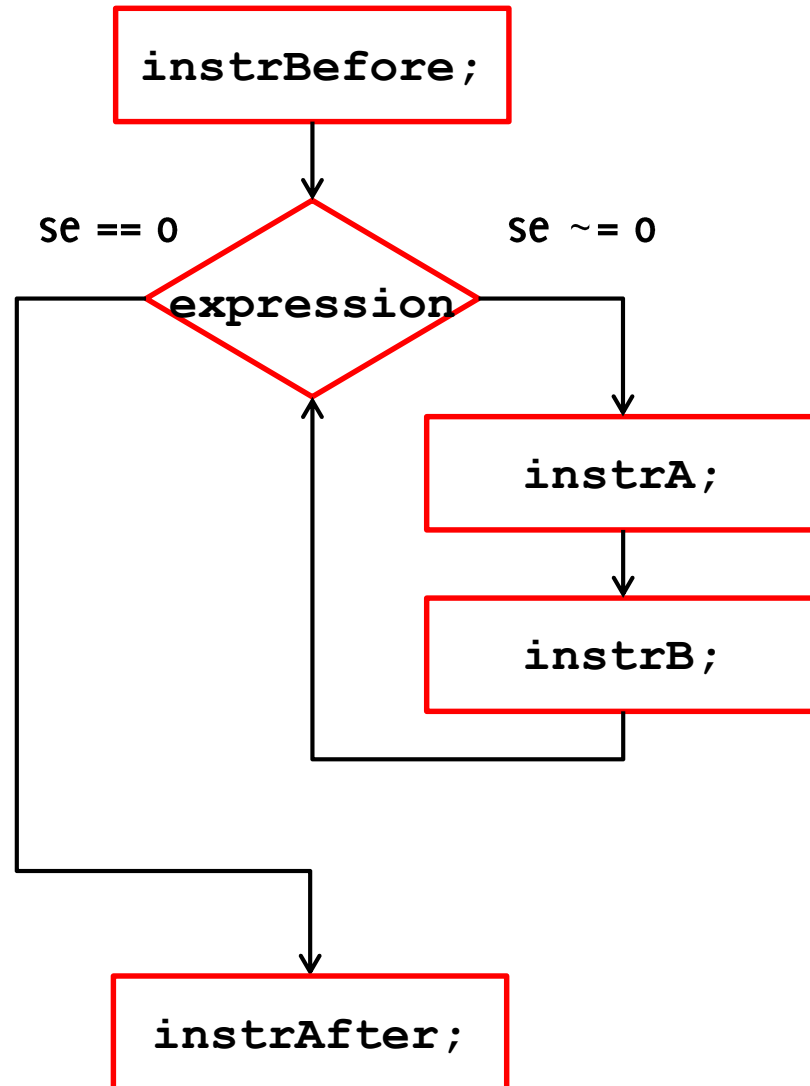 instrBefore;
se == 0
se ~= 0
expression
instrA;
instrB;
instrAfter;